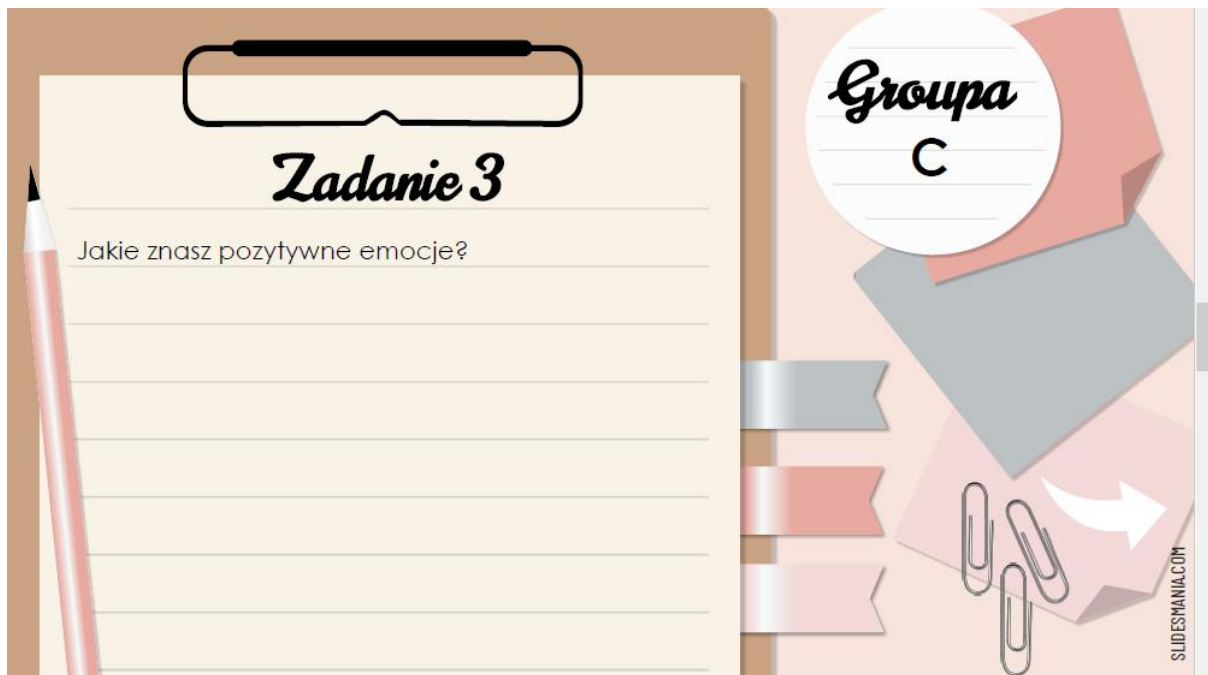 Zadanie 3
Jakie znasz pozytywne emocje?
Groupa
C
SLIDESMANIA.COM